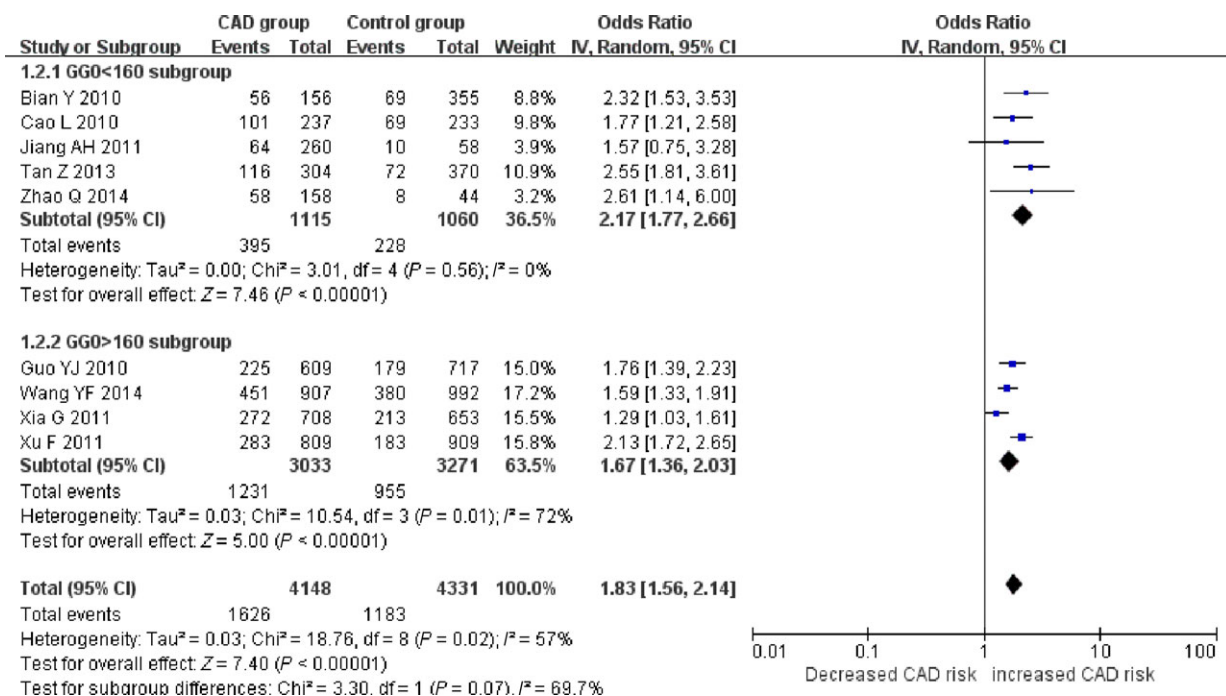 CAD group Control group Odds Ratio Odds Ratio
Study or Subgroup Events Total Events Total Weight IV, Random, 95% CI IV, Random, 95% CI
1.2.1 GG0<160 subgroup
Bian Y 2010 56 156 69 355 8.8% 2.32 [1.53, 3.53]
Cao L 2010 101 237 69 233 9.8% 1.77 [1.21, 2.58]
Jiang AH 2011 64 260 10 58 3.9% 1.57 [0.75, 3.28]
Tan Z 2013 116 304 72 370 10.9% 2.55 [1.81, 3.61]
Zhao Q 2014 58 158 8 44 3.2% 2.61 [1.14, 6.00]
Subtotal (95% CI) 1115 1060 36.5% 2.17 [1.77, 2.66]
Total events 395 228
Heterogeneity: Tau² = 0.00; Chi² = 3.01, df = 4 (P = 0.56); I² = 0%
Test for overall effect: Z = 7.46 (P < 0.00001)
1.2.2 GG0>160 subgroup
Guo YJ 2010 225 609 179 717 15.0% 1.76 [1.39, 2.23]
Wang YF 2014 451 907 380 992 17.2% 1.59 [1.33, 1.91]
Xia G 2011 272 708 213 653 15.5% 1.29 [1.03, 1.61]
Xu F 2011 283 809 183 909 15.8% 2.13 [1.72, 2.65]
Subtotal (95% CI) 3033 3271 63.5% 1.67 [1.36, 2.03]
Total events 1231 955
Heterogeneity: Tau² = 0.03; Chi² = 10.54, df = 3 (P = 0.01); I² = 72%
Test for overall effect: Z = 5.00 (P < 0.00001)
Total (95% CI) 4148 4331 100.0% 1.83 [1.56, 2.14]
Total events 1626 1183
Heterogeneity: Tau² = 0.03; Chi² = 18.76, df = 8 (P = 0.02); I² = 57%
Test for overall effect: Z = 7.40 (P < 0.00001)
Test for subgroup differences: Chi² = 3.30, df = 1 (P = 0.07), I² = 69.7%
0.01 0.1 1 10 100
Decreased CAD risk increased CAD risk